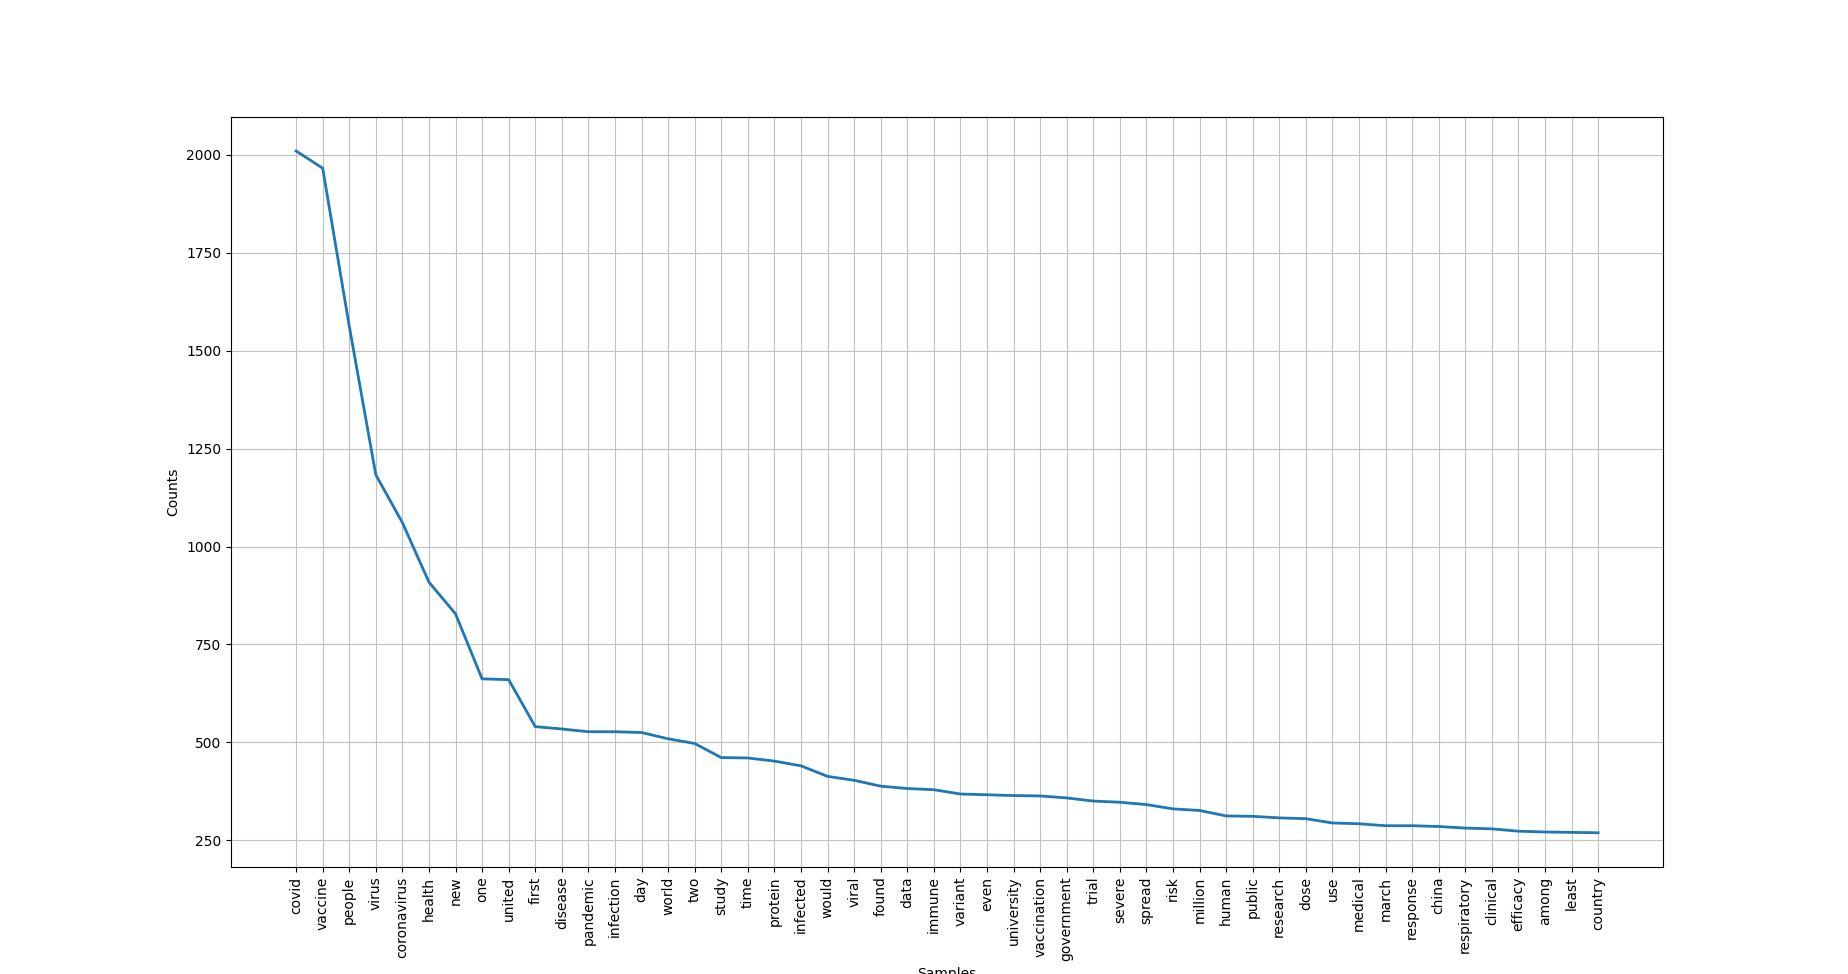 2000
1750
1500
1250
1000
750
500
250
Counts
covid
vaccine
people
virus
coronavirus
health
new
one
united
first
disease
pandemic
infection
day
world
two
study
time
protein
infected
would
viral
found
data
immune
variant
even
university
vaccination
government
trial
severe
spread
risk
million
human
public
research
dose
use
medical
march
response
china
respiratory
clinical
efficacy
among
least
country
Samples